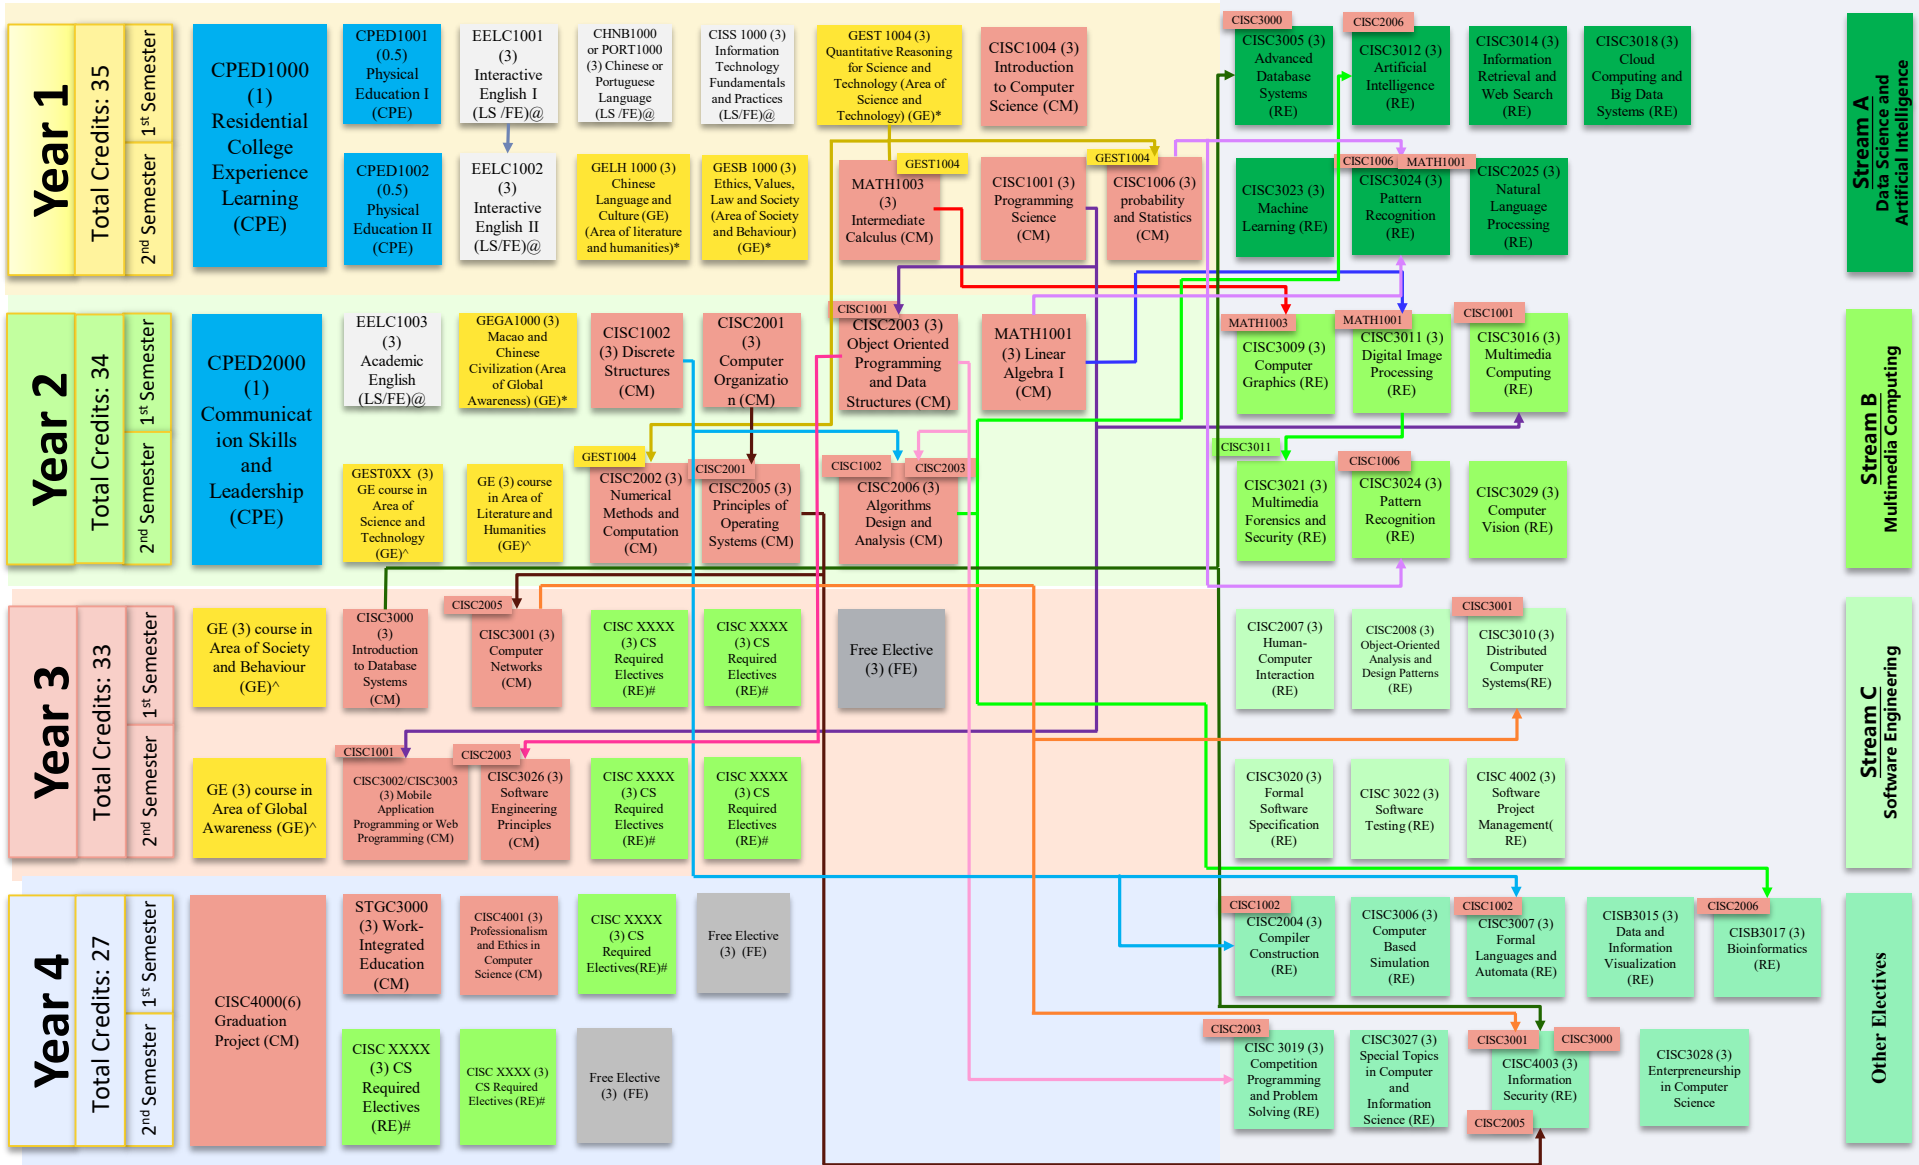 Year 1
Total Credits: 35
1st Semester
2nd Semester
CPED1000
(1)
Residential
College
Experience
Learning
(CPE)
CPED1001
(0.5)
Physical
Education I
(CPE)
EELC1001
(3)
Interactive
English I
(LS /FE)@
CHNB1000
or PORT1000
(3) Chinese or
Portuguese
Language
(LS /FE)@
CISS 1000 (3)
Information
Technology
Fundamentals
and Practices
(LS/FE)@
GEST 1004 (3)
Quantitative Reasoning
for Science and
Technology (Area of
Science and
Technology) (GE)*
CISC1004 (3)
Introduction
to Computer
Science (CM)
CPED1002
(0.5)
Physical
Education II
(CPE)
EELC1002
(3)
Interactive
English II
(LS/FE)@
GELH 1000 (3)
Chinese
Language and
Culture (GE)
(Area of literature
and humanities)*
GESB 1000 (3)
Ethics, Values,
Law and Society
(Area of Society
and Behaviour)
(GE)*
GEST1004
MATH1003
(3)
Intermediate
Calculus (CM)
CISC1001 (3)
Programming
Science
(CM)
GEST1004
CISC1006 (3)
probability
and Statistics
(CM)
CISC3000
CISC3005 (3)
Advanced
Database
Systems
(RE)
CISC2006
CISC3012 (3)
Artificial
Intelligence
(RE)
CISC3014 (3)
Information
Retrieval and
Web Search
(RE)
CISC3018 (3)
Cloud
Computing and
Big Data
Systems (RE)
CISC3023 (3)
Machine
Learning (RE)
CISC1006
MATH1001
CISC3024 (3)
Pattern
Recognition
(RE)
CISC2025 (3)
Natural
Language
Processing
(RE)
Stream A
Data Science and
Artificial Intelligence
Year 2
Total Credits: 34
1st Semester
2nd Semester
CPED2000
(1)
Communicat
ion Skills
and
Leadership
(CPE)
EELC1003
(3)
Academic
English
(LS/FE)@
GEGA1000 (3)
Macao and
Chinese
Civilization (Area
of Global
Awareness) (GE)*
CISC1002
(3) Discrete
Structures
(CM)
CISC2001
(3)
Computer
Organizatio
n (CM)
CISC1001
CISC2003 (3)
Object Oriented
Programming
and Data
Structures (CM)
MATH1001
(3) Linear
Algebra I
(CM)
GEST0XX (3)
GE course in
Area of
Science and
Technology
(GE)^
GE (3) course
in Area of
Literature and
Humanities
(GE)^
GEST1004
CISC2002 (3)
Numerical
Methods and
Computation
(CM)
CISC2001
CISC2005 (3)
Principles of
Operating
Systems (CM)
CISC1002
CISC2003
CISC2006 (3)
Algorithms
Design and
Analysis (CM)
MATH1003
CISC3009 (3)
Computer
Graphics (RE)
MATH1001
CISC3011 (3)
Digital Image
Processing
(RE)
CISC1001
CISC3016 (3)
Multimedia
Computing
(RE)
CISC3011
CISC3021 (3)
Multimedia
Forensics and
Security (RE)
CISC1006
CISC3024 (3)
Pattern
Recognition
(RE)
CISC3029 (3)
Computer
Vision (RE)
Stream B
Multimedia Computing
Year 3
Total Credits: 33
1st Semester
2nd Semester
GE (3) course in
Area of Society
and Behaviour
(GE)^
CISC3000
(3)
Introduction
to Database
Systems
(CM)
CISC2005
CISC3001 (3)
Computer
Networks
(CM)
CISC XXXX
(3) CS
Required
Electives
(RE)#
CISC XXXX
(3) CS
Required
Electives
(RE)#
Free Elective
(3) (FE)
GE (3) course in
Area of Global
Awareness (GE)^
CISC1001
CISC3002/CISC3003
(3) Mobile
Application
Programming or Web
Programming (CM)
CISC2003
CISC3026 (3)
Software
Engineering
Principles
(CM)
CISC XXXX
(3) CS
Required
Electives
(RE)#
CISC XXXX
(3) CS
Required
Electives
(RE)#
CISC2007 (3)
Human-
Computer
Interaction
(RE)
CISC2008 (3)
Object-Oriented
Analysis and
Design Patterns
(RE)
CISC3001
CISC3010 (3)
Distributed
Computer
Systems(RE)
CISC3020 (3)
Formal
Software
Specification
(RE)
CISC 3022 (3)
Software
Testing (RE)
CISC 4002 (3)
Software
Project
Management(
RE)
Stream C
Software Engineering
Year 4
Total Credits: 27
1st Semester
2nd Semester
CISC4000(6)
Graduation
Project (CM)
STGC3000
(3) Work-
Integrated
Education
(CM)
CISC4001 (3)
Professionalism
and Ethics in
Computer
Science (CM)
CISC XXXX
(3) CS
Required
Electives(RE)#
Free Elective
(3) (FE)
CISC XXXX
(3) CS
Required
Electives
(RE)#
CISC XXXX (3)
CS Required
Electives (RE)#
Free Elective
(3) (FE)
CISC1002
CISC2004 (3)
Compiler
Construction
(RE)
CISC3006 (3)
Computer
Based
Simulation
(RE)
CISC1002
CISC3007 (3)
Formal
Languages and
Automata (RE)
CISB3015 (3)
Data and
Information
Visualization
(RE)
CISC2006
CISB3017 (3)
Bioinformatics
(RE)
CISC2003
CISC 3019 (3)
Competition
Programming
and Problem
Solving (RE)
CISC3027 (3)
Special Topics
in Computer
and
Information
Science (RE)
CISC3001
CISC3000
CISC4003 (3)
Information
Security (RE)
CISC2005
CISC3028 (3)
Enterpreneurship
in Computer
Science
Other Electives